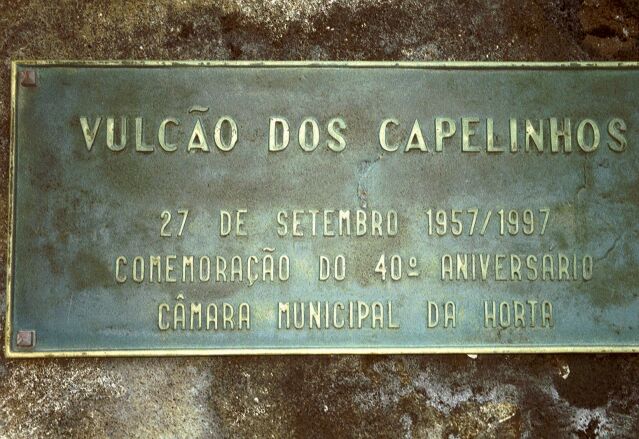 VULCÃO DOS CAPELINHOS
27 DE SETEMBRO 1957/1997
COMEMORAÇÃO DO 40º ANIVERSÁRIO
CÂMARA MUNICIPAL DA HORTA